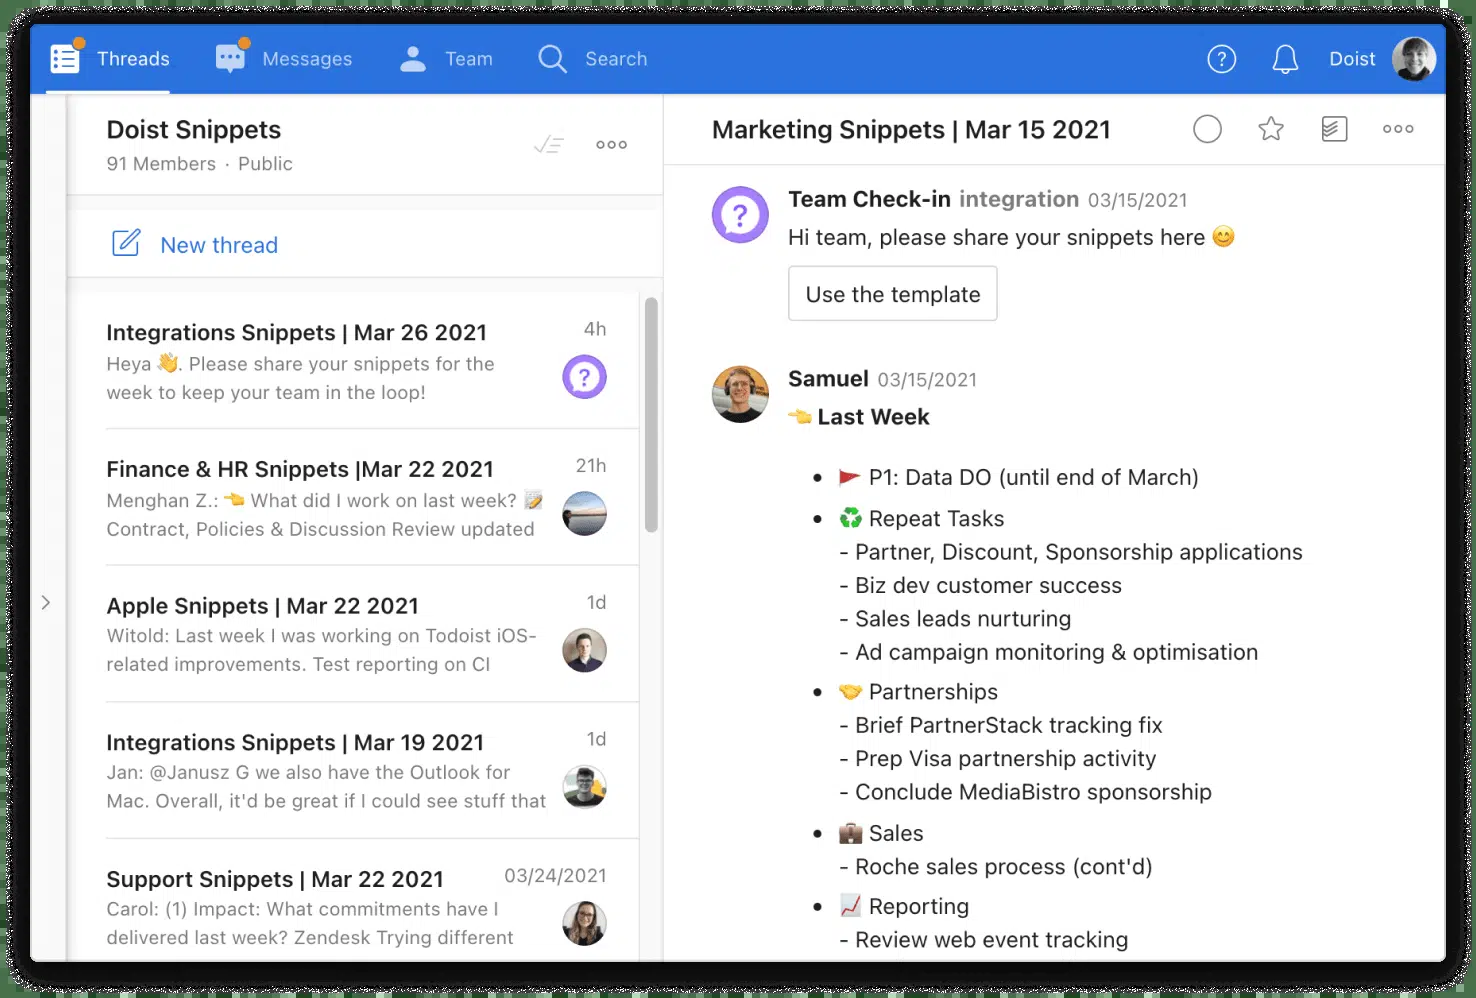 Threads
Messages
Team
Search
Doist
Doist Snippets
91 Members · Public
New thread
Integrations Snippets | Mar 26 2021
4h
Heya 👋. Please share your snippets for the
week to keep your team in the loop!
Finance & HR Snippets |Mar 22 2021
21h
Menghan Z.: 👈 What did I work on last week? 📝
Contract, Policies & Discussion Review updated
Apple Snippets | Mar 22 2021
1d
Witold: Last week I was working on Todoist iOS-
related improvements. Test reporting on CI
Integrations Snippets | Mar 19 2021
1d
Jan: @Janusz G we also have the Outlook for
Mac. Overall, it'd be great if I could see stuff that
Support Snippets | Mar 22 2021
03/24/2021
Carol: (1) Impact: What commitments have I
delivered last week? Zendesk Trying different
Marketing Snippets | Mar 15 2021
Team Check-in integration 03/15/2021
Hi team, please share your snippets here 😊
Use the template
Samuel 03/15/2021
👈 Last Week
• 🚩 P1: Data DO (until end of March)
• ♻️ Repeat Tasks
- Partner, Discount, Sponsorship applications
- Biz dev customer success
- Sales leads nurturing
- Ad campaign monitoring & optimisation
• 🤝 Partnerships
- Brief PartnerStack tracking fix
- Prep Visa partnership activity
- Conclude MediaBistro sponsorship
• 💼 Sales
- Roche sales process (cont'd)
• 📈 Reporting
- Review web event tracking